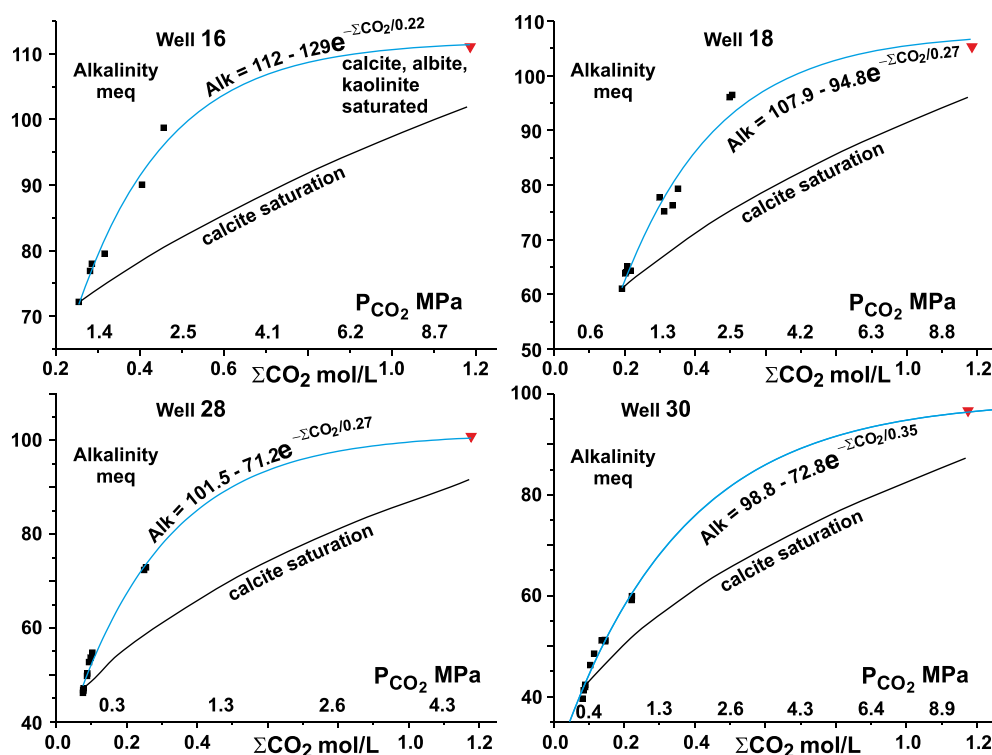 Well 16
Alkalinity
meq
110
100
90
80
70
Alk = 112 - 129e^-ΣCO2/0.22
calcite, albite,
kaolinite
saturated
calcite saturation
PCO2 MPa
1.4 2.5 4.1 6.2 8.7
0.2 0.4 0.6 0.8 1.0 1.2
ΣCO2 mol/L
Well 18
Alkalinity
meq
110
100
90
80
70
60
50
Alk = 107.9 - 94.8e^-ΣCO2/0.27
calcite saturation
PCO2 MPa
0.6 1.3 2.5 4.2 6.3 8.8
0.0 0.2 0.4 0.6 0.8 1.0 1.2
ΣCO2 mol/L
Well 28
Alkalinity
meq
100
80
60
40
Alk = 101.5 - 71.2e^-ΣCO2/0.27
calcite saturation
PCO2 MPa
0.3 1.3 2.6 4.3
0.0 0.2 0.4 0.6 0.8 1.0 1.2
ΣCO2 mol/L
Well 30
Alkalinity
meq
100
80
60
40
Alk = 98.8 - 72.8e^-ΣCO2/0.35
calcite saturation
PCO2 MPa
0.4 1.3 2.6 4.3 6.4 8.9
0.0 0.2 0.4 0.6 0.8 1.0 1.2
ΣCO2 mol/L